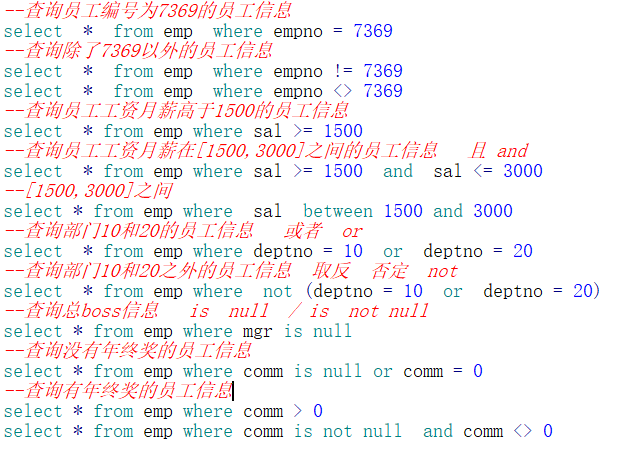 --查询员工编号为7369的员工信息
select  *  from emp  where empno = 7369
--查询除了7369以外的员工信息
select  *  from emp  where empno != 7369
select  *  from emp  where empno <> 7369
--查询员工工资月薪高于1500的员工信息
select  * from emp where sal >= 1500
--查询员工工资月薪在[1500,3000]之间的员工信息   且 and
select  * from emp where sal >= 1500  and  sal <= 3000
--[1500,3000]之间
select * from emp where  sal  between 1500 and 3000
--查询部门10和20的员工信息   或者  or
select  * from emp where deptno = 10  or  deptno = 20
--查询部门10和20之外的员工信息  取反  否定  not
select  * from emp where  not (deptno = 10  or  deptno = 20)
--查询总boss信息   is  null  / is  not null
select * from emp where mgr is null
--查询没有年终奖的员工信息
select * from emp where comm is null or comm = 0
--查询有年终奖的员工信息
select * from emp where comm > 0
select * from emp where comm is not null  and comm <> 0